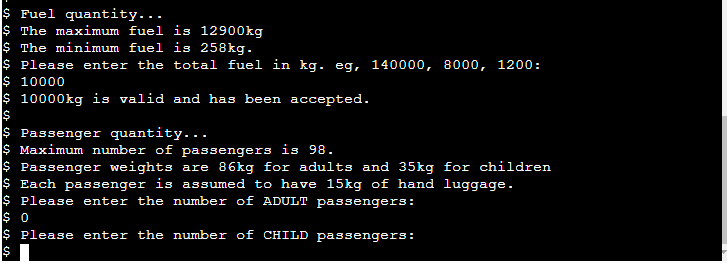 $ Fuel quantity...
$ The maximum fuel is 12900kg
$ The minimum fuel is 258kg.
$ Please enter the total fuel in kg. eg, 140000, 8000, 1200:
$ 10000
$ 10000kg is valid and has been accepted.
$
$ Passenger quantity...
$ Maximum number of passengers is 98.
$ Passenger weights are 86kg for adults and 35kg for children
$ Each passenger is assumed to have 15kg of hand luggage.
$ Please enter the number of ADULT passengers:
$ 0
$ Please enter the number of CHILD passengers:
$